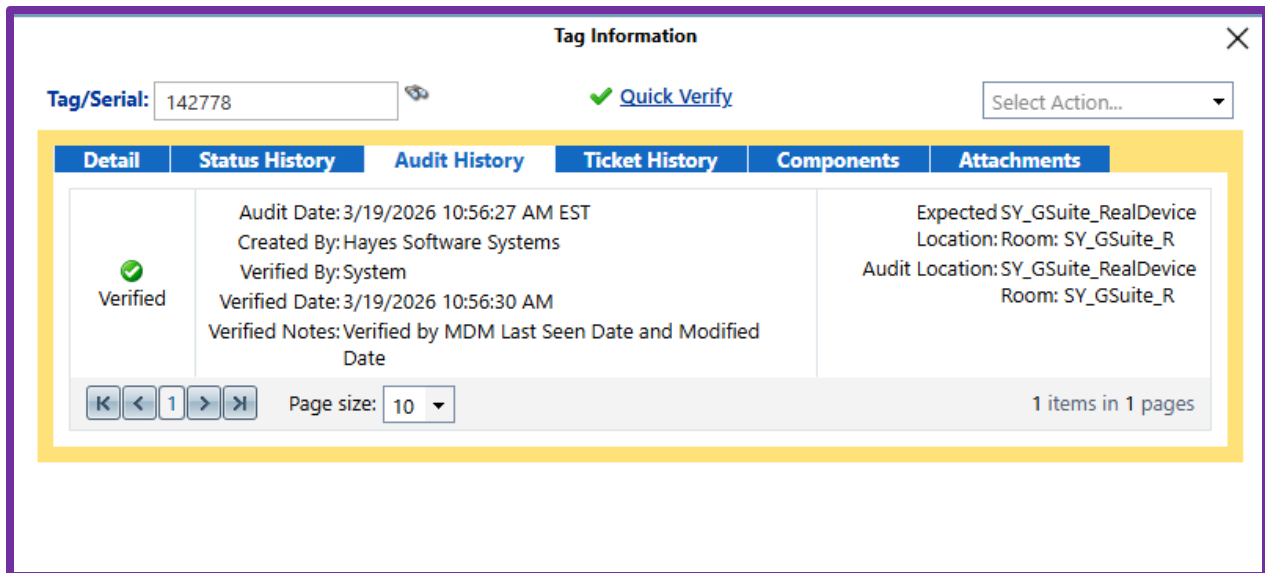 Tag Information
Tag/Serial: 142778
Quick Verify
Select Action...
Detail
Status History
Audit History
Ticket History
Components
Attachments
Verified
Audit Date: 3/19/2026 10:56:27 AM EST
Created By: Hayes Software Systems
Verified By: System
Verified Date: 3/19/2026 10:56:30 AM
Verified Notes: Verified by MDM Last Seen Date and Modified
Date
Expected SY_GSuite_RealDevice
Location: Room: SY_GSuite_R
Audit Location: SY_GSuite_RealDevice
Room: SY_GSuite_R
1
Page size: 10
1 items in 1 pages